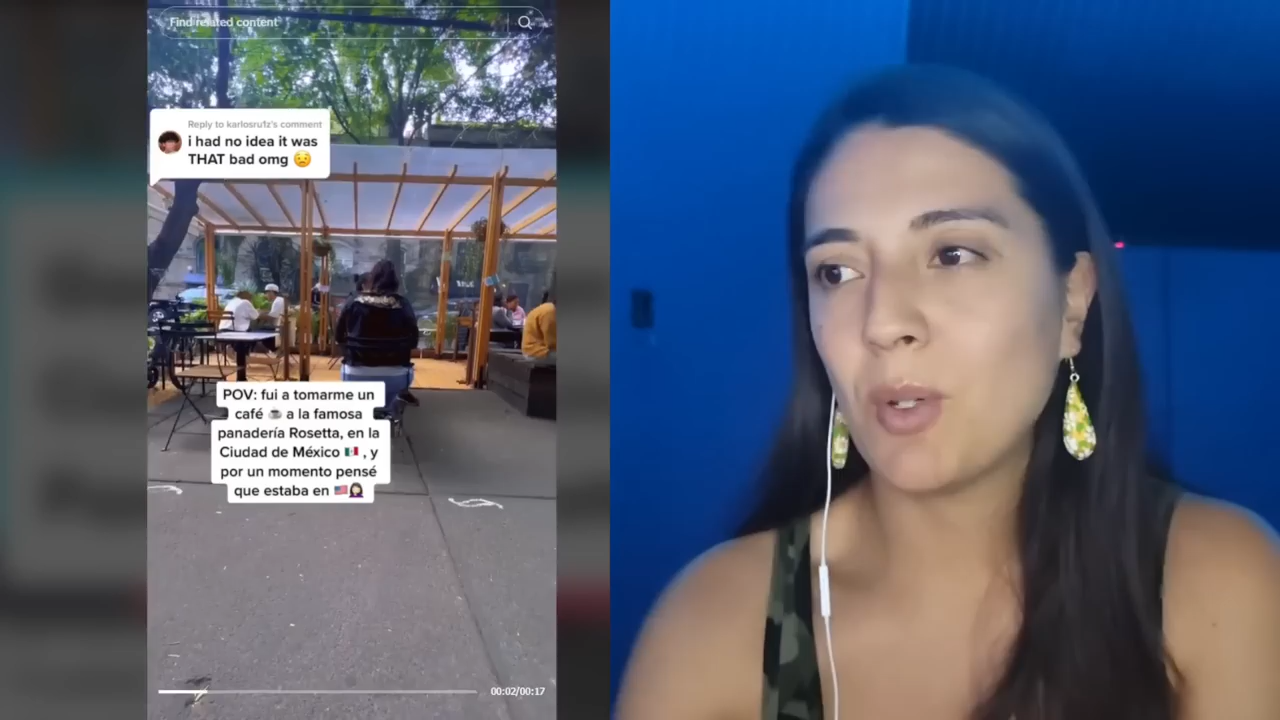 Find related content
Reply to karlosru1z's comment
i had no idea it was
THAT bad omg 😟
POV: fui a tomarme un
café ☕ a la famosa
panadería Rosetta, en la
Ciudad de México 🇲🇽 , y
por un momento pensé
que estaba en 🇺🇸🤦🏻‍♀️
00:02/00:17